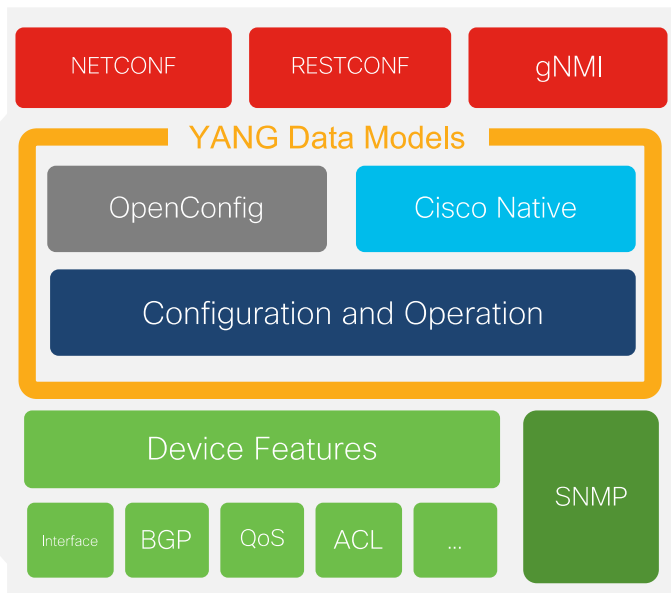 NETCONF
RESTCONF
gNMI
YANG Data Models
OpenConfig
Cisco Native
Configuration and Operation
Device Features
SNMP
Interface
BGP
QoS
ACL
...